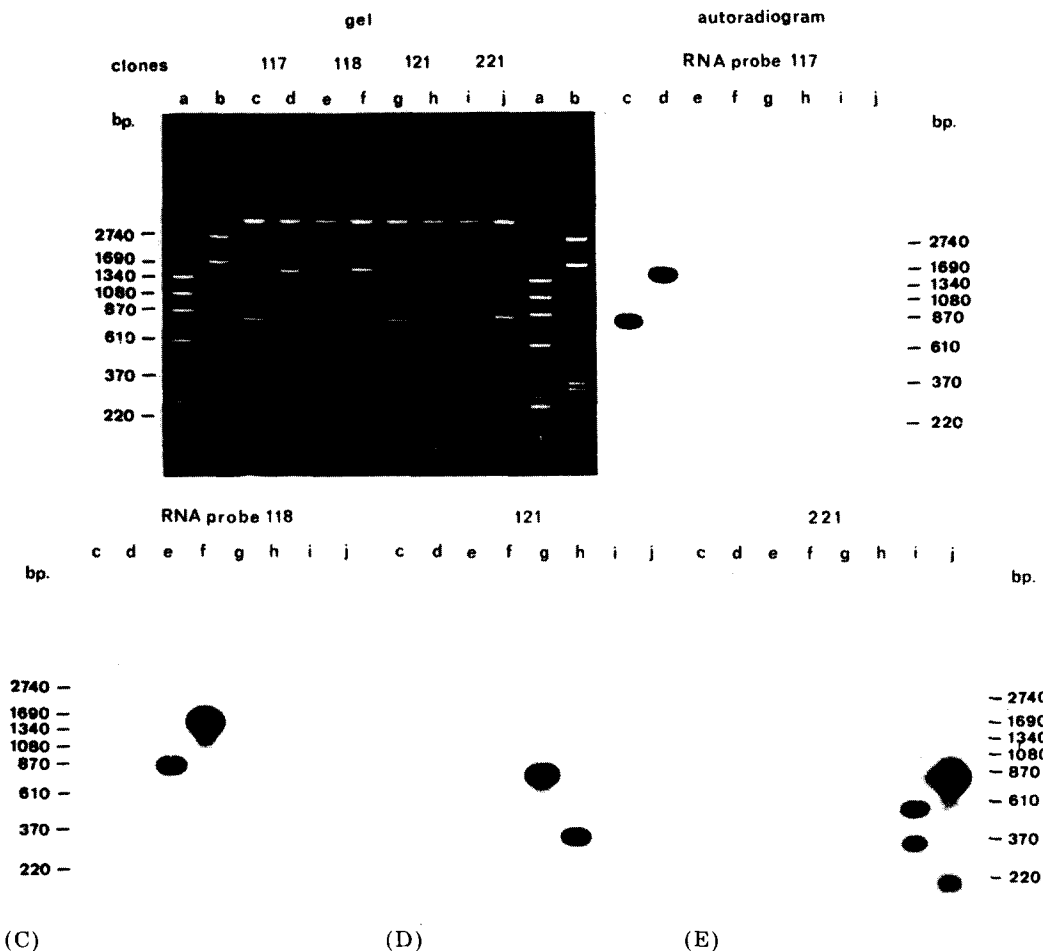 gel autoradiogram
clones 117 118 121 221 RNA probe 117
a b c d e f g h i j a b c d e f g h i j
bp. bp.
2740 2740
1690 1690
1340 1340
1080 1080
870 870
610 610
370 370
220 220
RNA probe 118 121 221
c d e f g h i j c d e f g h i j c d e f g h i j
bp. bp.
2740 2740
1690 1690
1340 1340
1080 1080
870 870
610 610
370 370
220 220
(C) (D) (E)